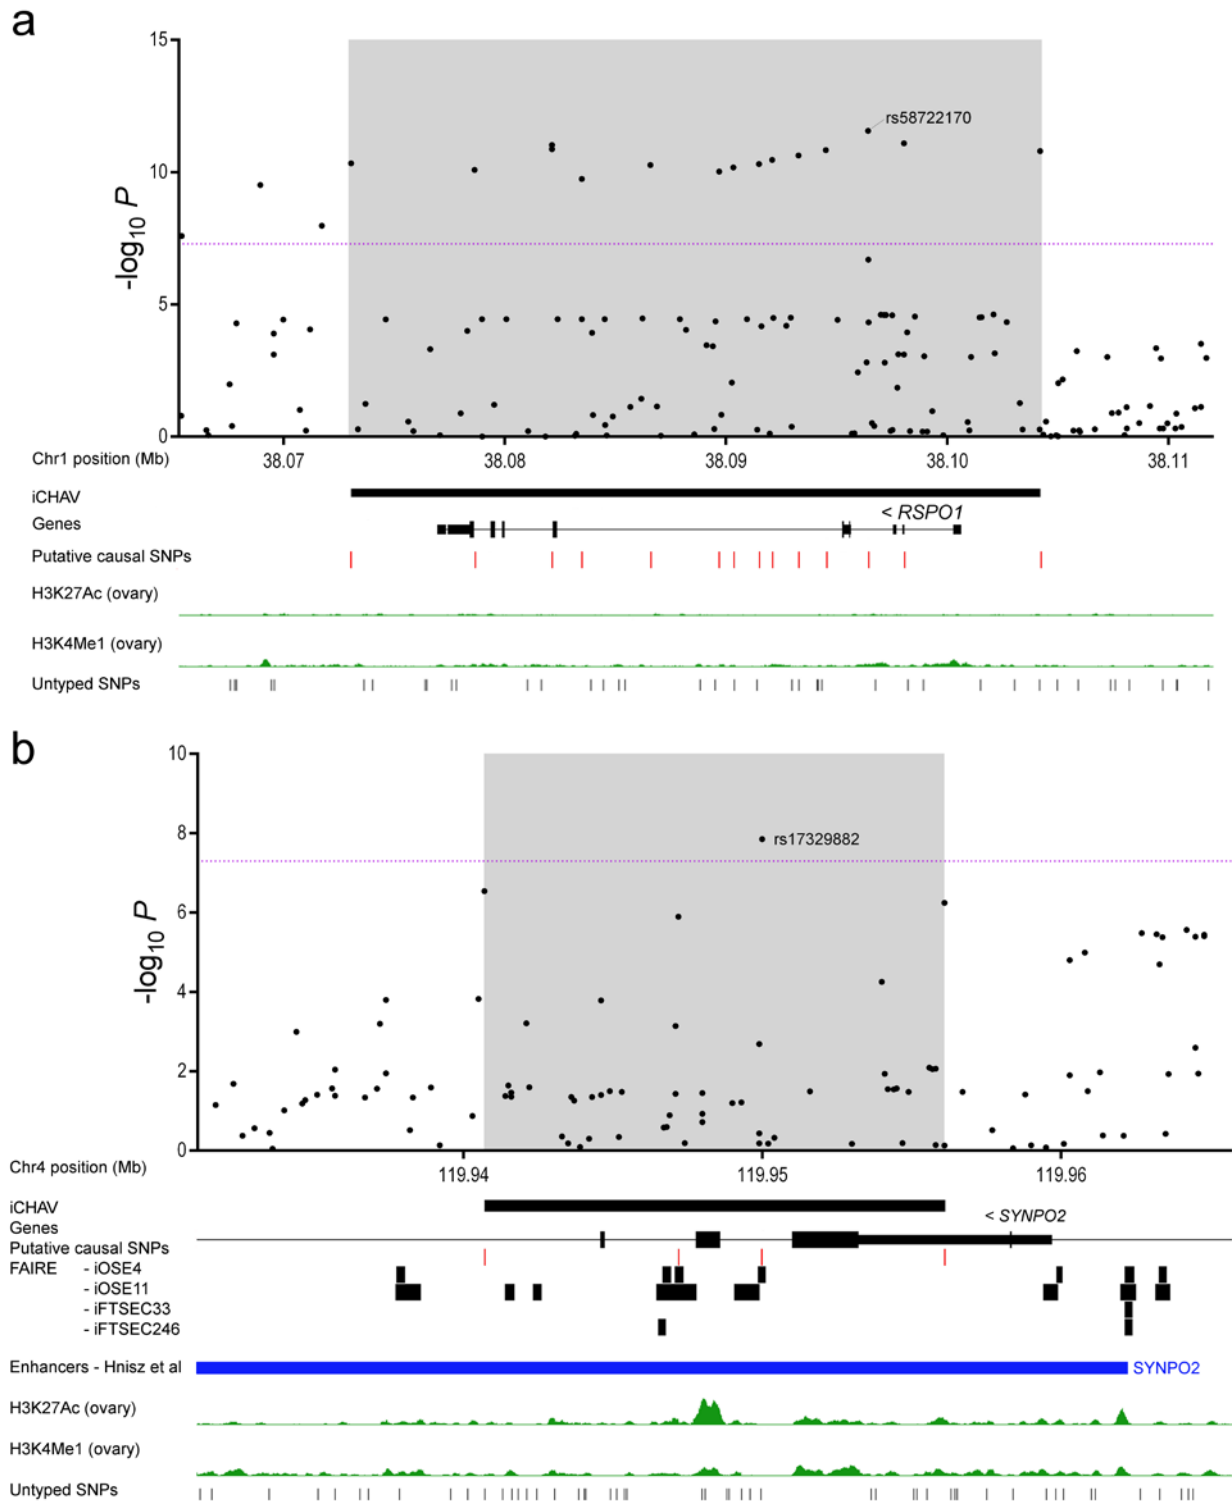 a
15
10
5
0
-log10 P
rs58722170
Chr1 position (Mb)
38.07 38.08 38.09 38.10 38.11
iCHAV
Genes
< RSPO1
Putative causal SNPs
H3K27Ac (ovary)
H3K4Me1 (ovary)
Untyped SNPs
b
10
8
6
4
2
0
-log10 P
rs17329882
Chr4 position (Mb)
119.94 119.95 119.96
iCHAV
Genes
< SYNPO2
Putative causal SNPs
FAIRE - iOSE4
- iOSE11
- iFTSEC33
- iFTSEC246
Enhancers - Hnisz et al SYNPO2
H3K27Ac (ovary)
H3K4Me1 (ovary)
Untyped SNPs